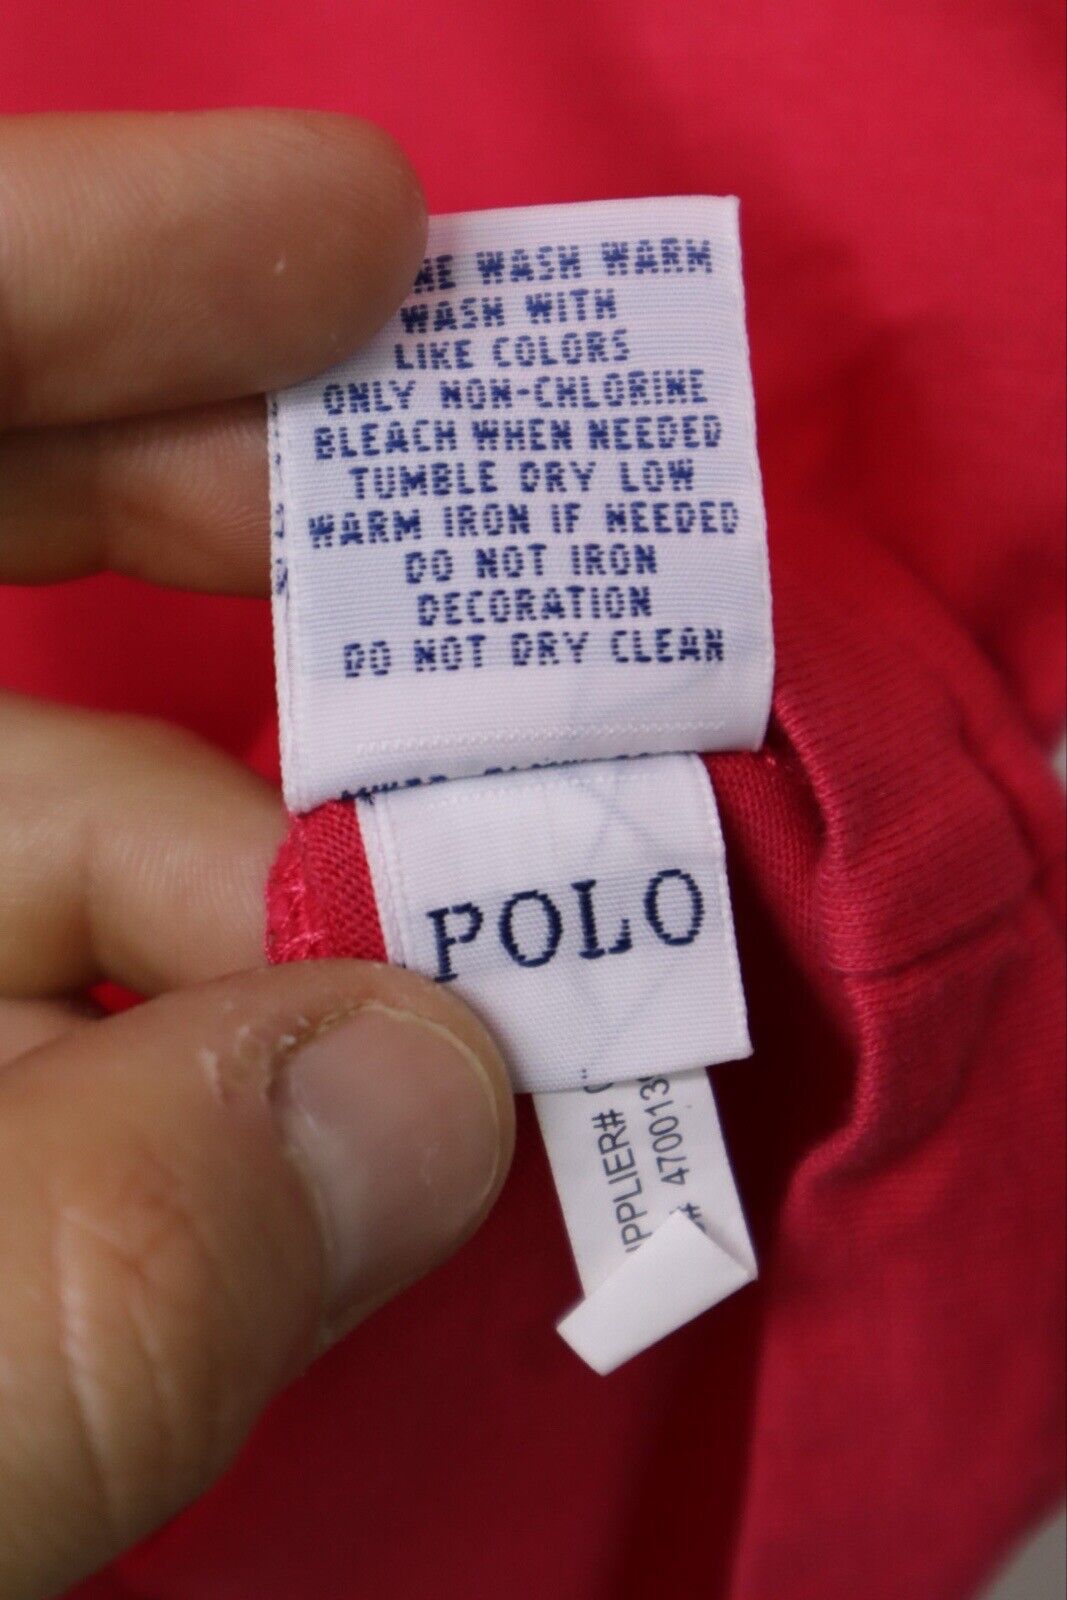 WASH WARM
WASH WITH
LIKE COLORS
ONLY NON-CHLORINE
BLEACH WHEN NEEDED
TUMBLE DRY LOW
WARM IRON IF NEEDED
DO NOT IRON
DECORATION
DO NOT DRY CLEAN
POLO